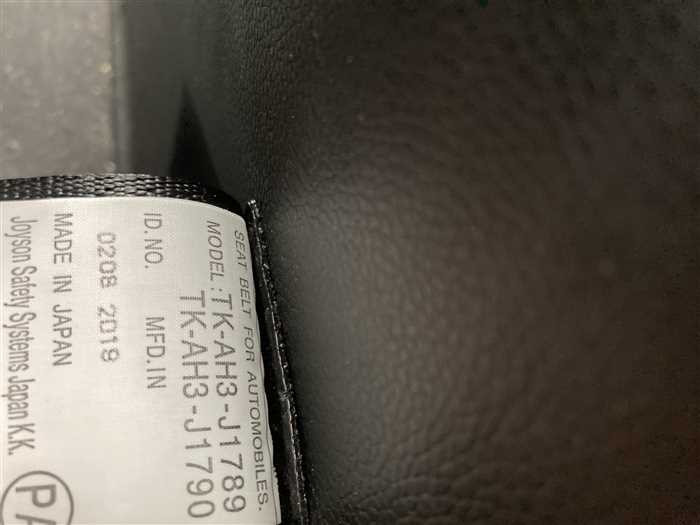 SEAT BELT FOR AUTOMOBILES.
MODEL: TK-AH3-J1789
TK-AH3-J1790
ID. NO. MFD. IN
0208 2019
MADE IN JAPAN
Joyson Safety Systems Japan K.K.